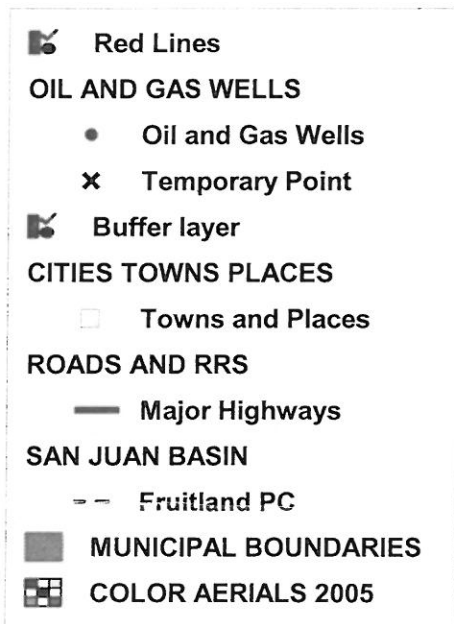 Red Lines
OIL AND GAS WELLS
Oil and Gas Wells
Temporary Point
Buffer layer
CITIES TOWNS PLACES
Towns and Places
ROADS AND RRS
Major Highways
SAN JUAN BASIN
Fruitland PC
MUNICIPAL BOUNDARIES
COLOR AERIALS 2005